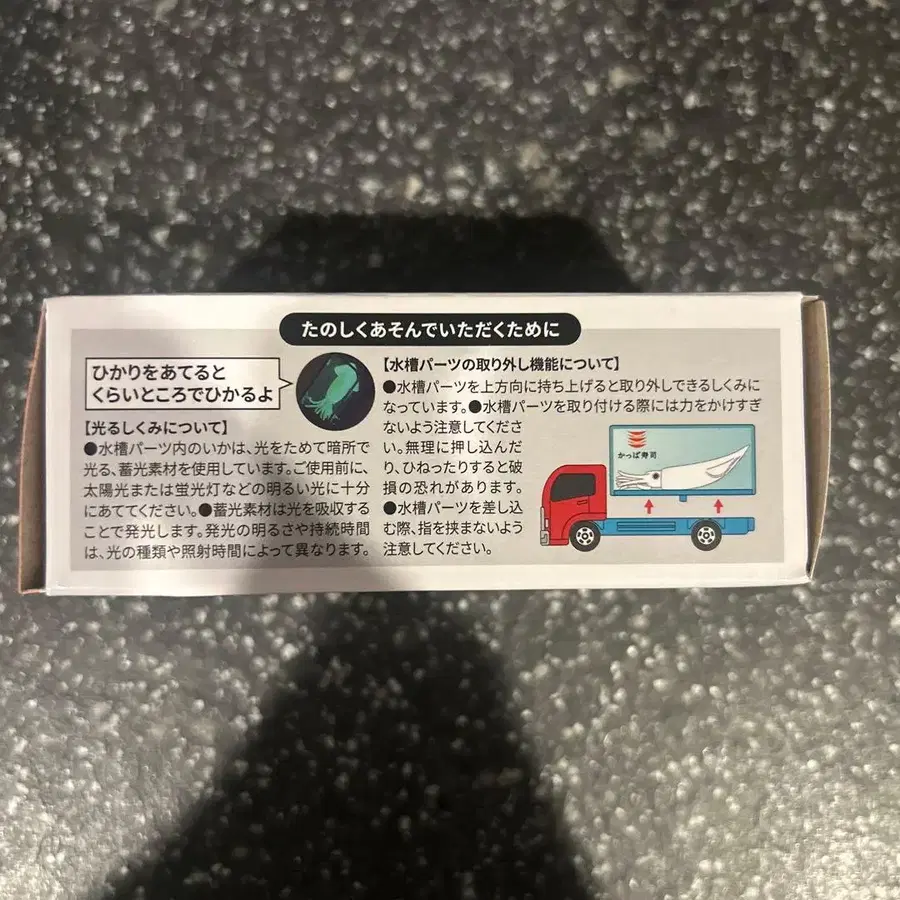 たのしくあそんでいただくために
ひかりをあてると
くらいところでひかるよ
【光るしくみについて】
●水槽パーツ内のいかは、光をためて暗所で
光る、蓄光素材を使用しています。ご使用前に、
太陽光または蛍光灯などの明るい光に十分
にあててください。●蓄光素材は光を吸収する
ことで発光します。発光の明るさや持続時間
は、光の種類や照射時間によって異なります。
【水槽パーツの取り外し機能について】
●水槽パーツを上方向に持ち上げると取り外しできるしくみに
なっています。●水槽パーツを取り付ける際には力をかけすぎ
ないよう注意してくださ
い。無理に押し込んだ
り、ひねったりすると破
損の恐れがあります。
●水槽パーツを差し込
む際、指を挟まないよう
注意してください。
かっぱ寿司